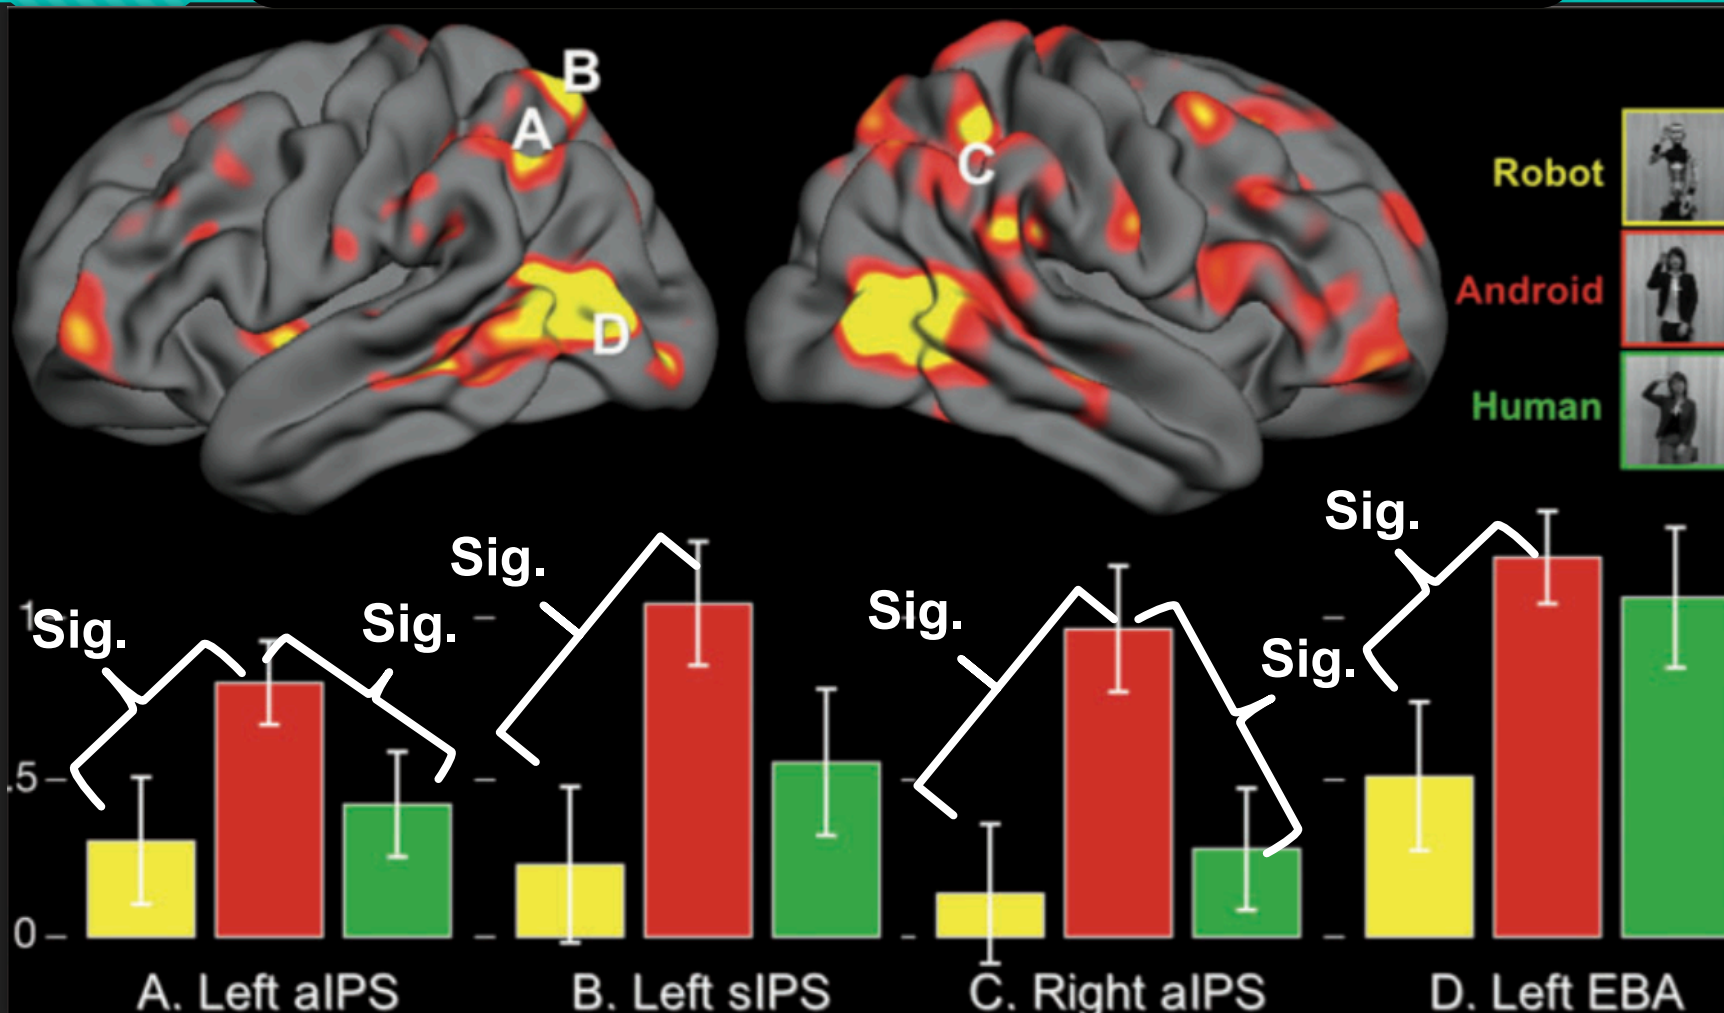 B
A
C
D
Robot
Android
Human
Sig.
Sig.
Sig.
Sig.
Sig.
Sig.
1
.5
0
A. Left aIPS
B. Left sIPS
C. Right aIPS
D. Left EBA